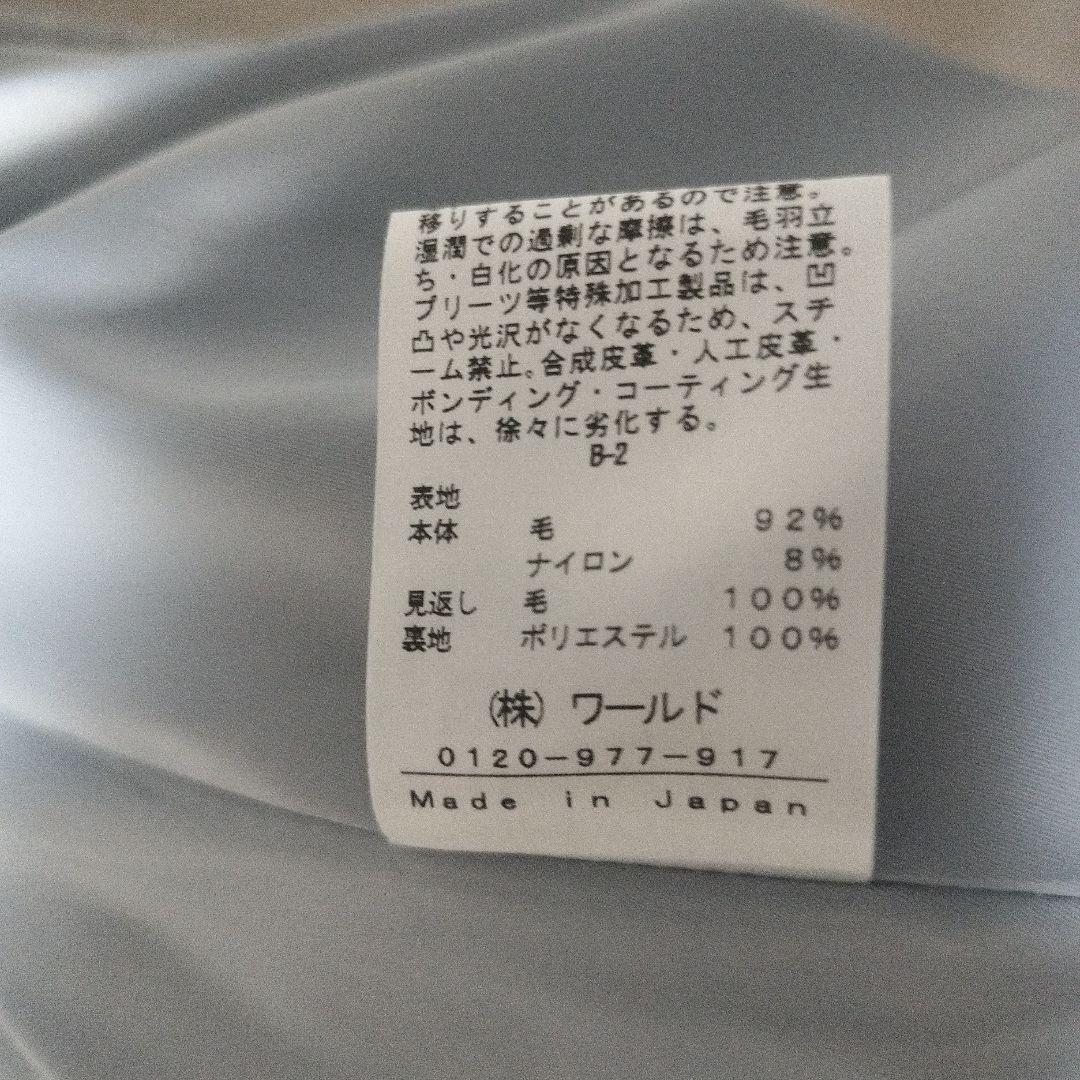 移りすることがあるので注意。
湿潤での過剰な摩擦は、毛羽立
ち・白化の原因となるため注意。
プリーツ等特殊加工製品は、凹
凸や光沢がなくなるため、スチ
ーム禁止。合成皮革・人工皮革・
ボンディング・コーティング生
地は、徐々に劣化する。
B-2
表地
本体 毛 92%
ナイロン 8%
見返し 毛 100%
裏地 ポリエステル 100%
(株) ワールド
0120-977-917
Made in Japan